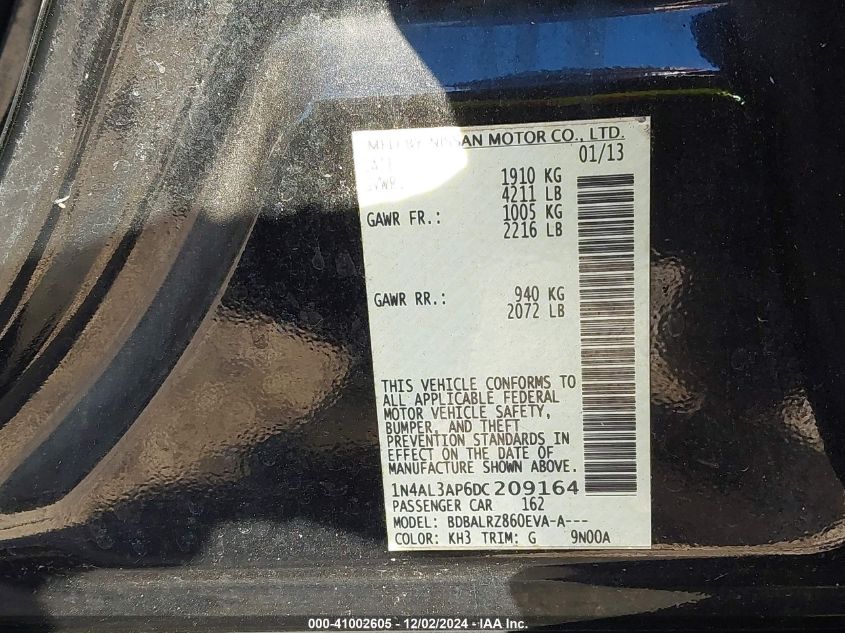 MFD BY NISSAN MOTOR CO., LTD.
01/13
1910 KG
4211 LB
GAWR FR.: 1005 KG
2216 LB
GAWR RR.: 940 KG
2072 LB
THIS VEHICLE CONFORMS TO
ALL APPLICABLE FEDERAL
MOTOR VEHICLE SAFETY,
BUMPER, AND THEFT
PREVENTION STANDARDS IN
EFFECT ON THE DATE OF
MANUFACTURE SHOWN ABOVE.
1N4AL3AP6DC209164
PASSENGER CAR 162
MODEL: BDBALRZ860EVA-A---
COLOR: KH3 TRIM: G 9N00A
000-41002605 - 12/02/2024 - IAA Inc.